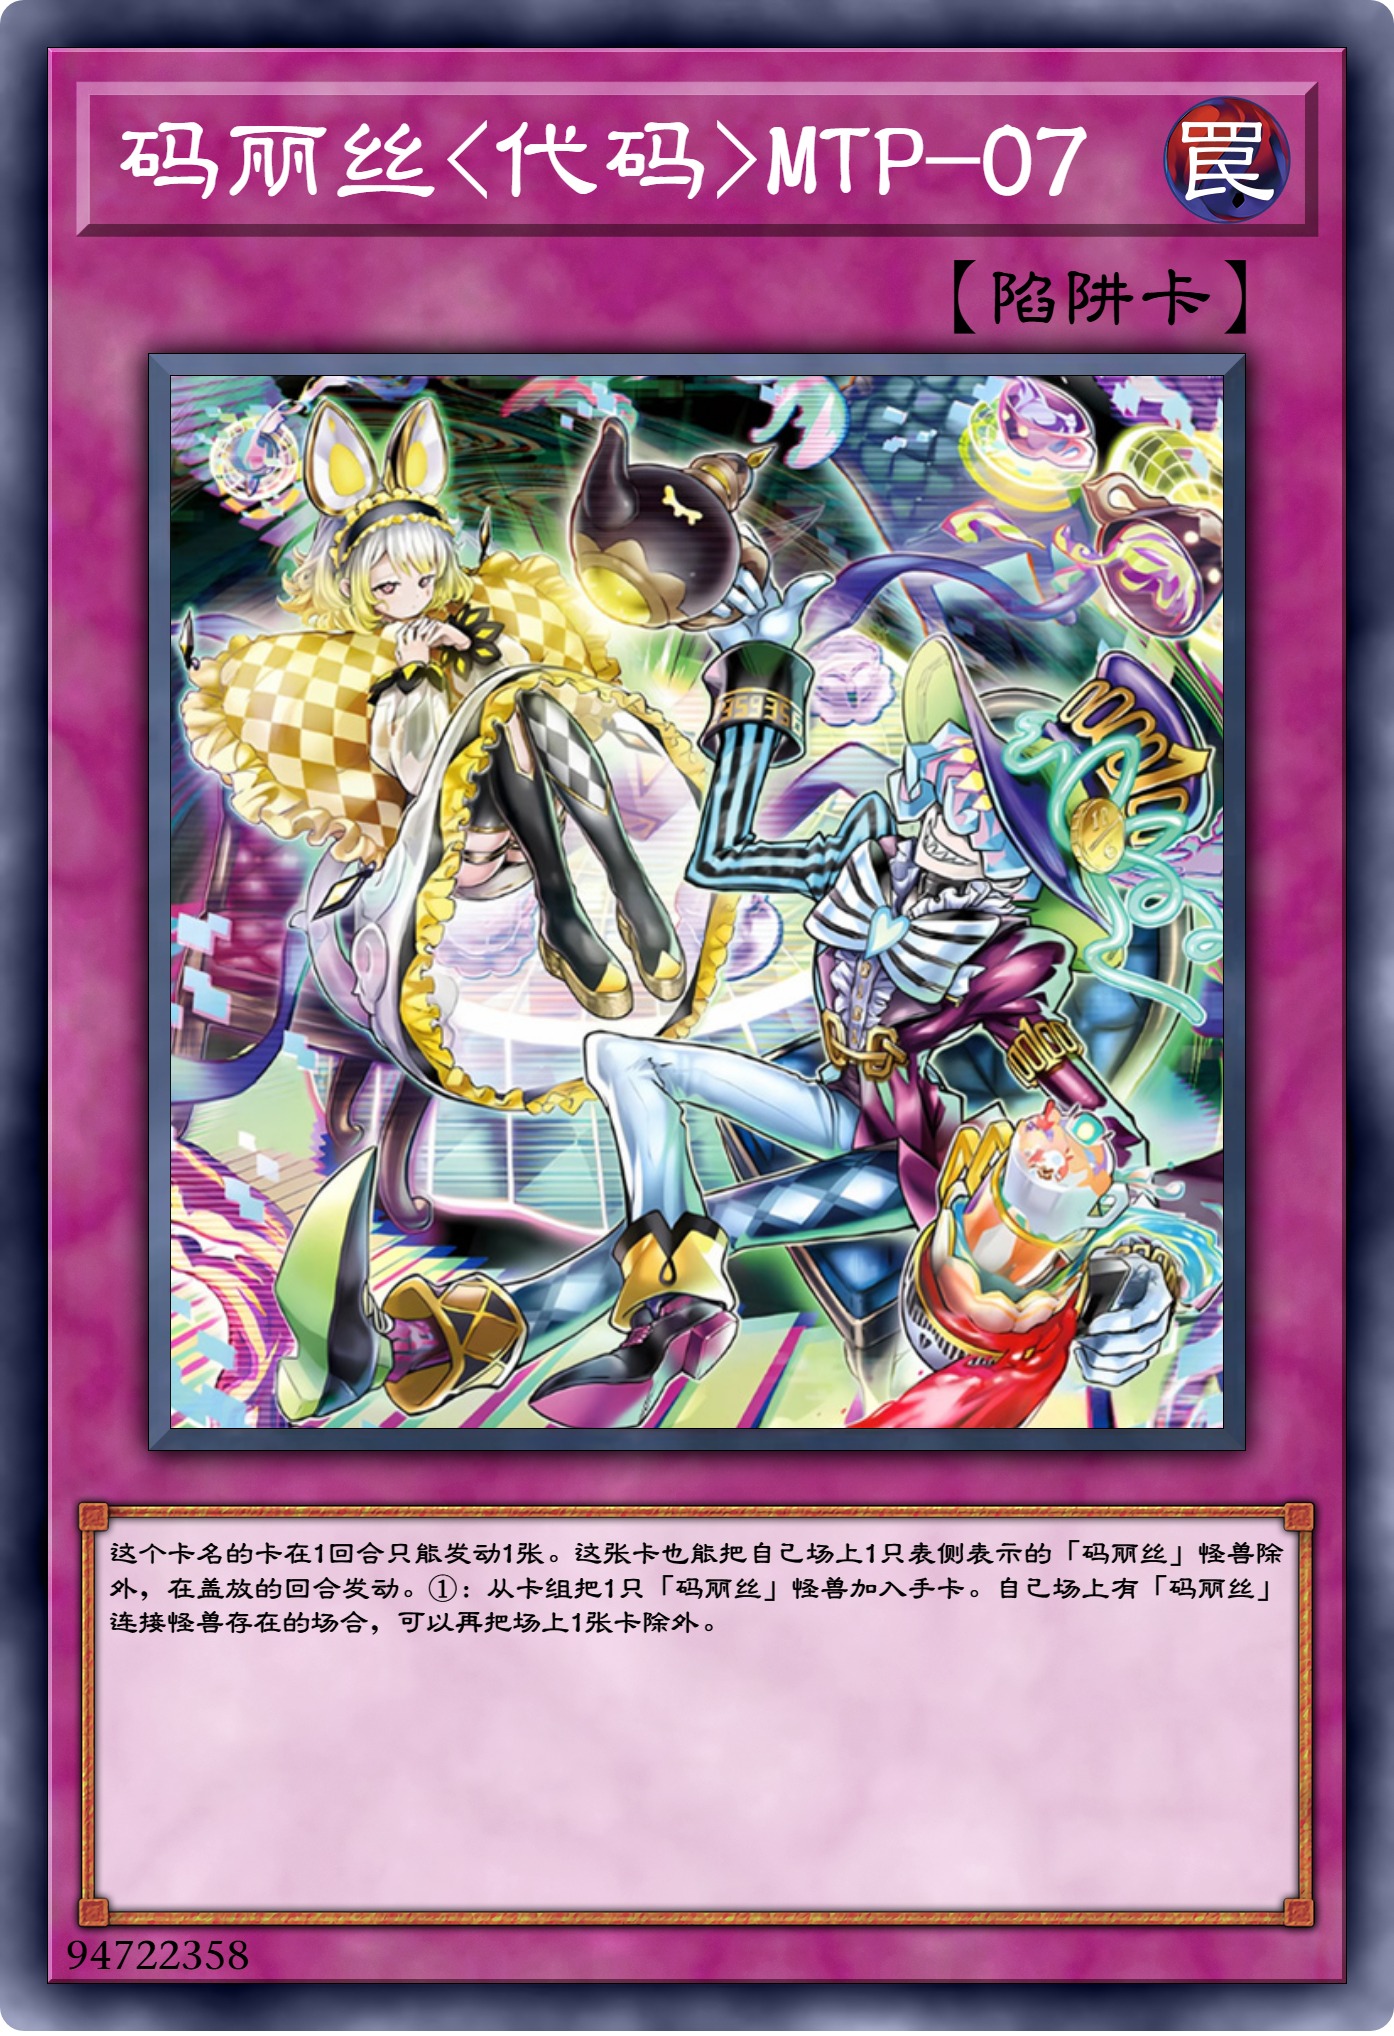 码丽丝<代码>MTP-07
罠
【陷阱卡】
359356
这个卡名的卡在1回合只能发动1张。这张卡也能把自己场上1只表侧表示的「码丽丝」怪兽除
外，在盖放的回合发动。①：从卡组把1只「码丽丝」怪兽加入手卡。自己场上有「码丽丝」
连接怪兽存在的场合，可以再把场上1张卡除外。
94722358